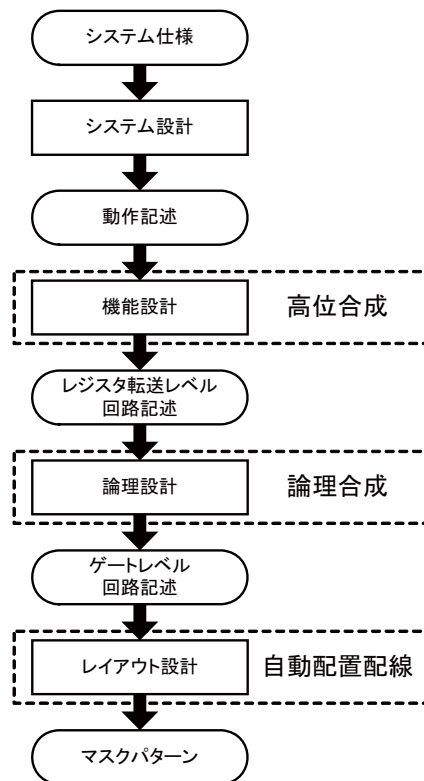 システム仕様
システム設計
動作記述
機能設計
高位合成
レジスタ転送レベル
回路記述
論理設計
論理合成
ゲートレベル
回路記述
レイアウト設計
自動配置配線
マスクパターン